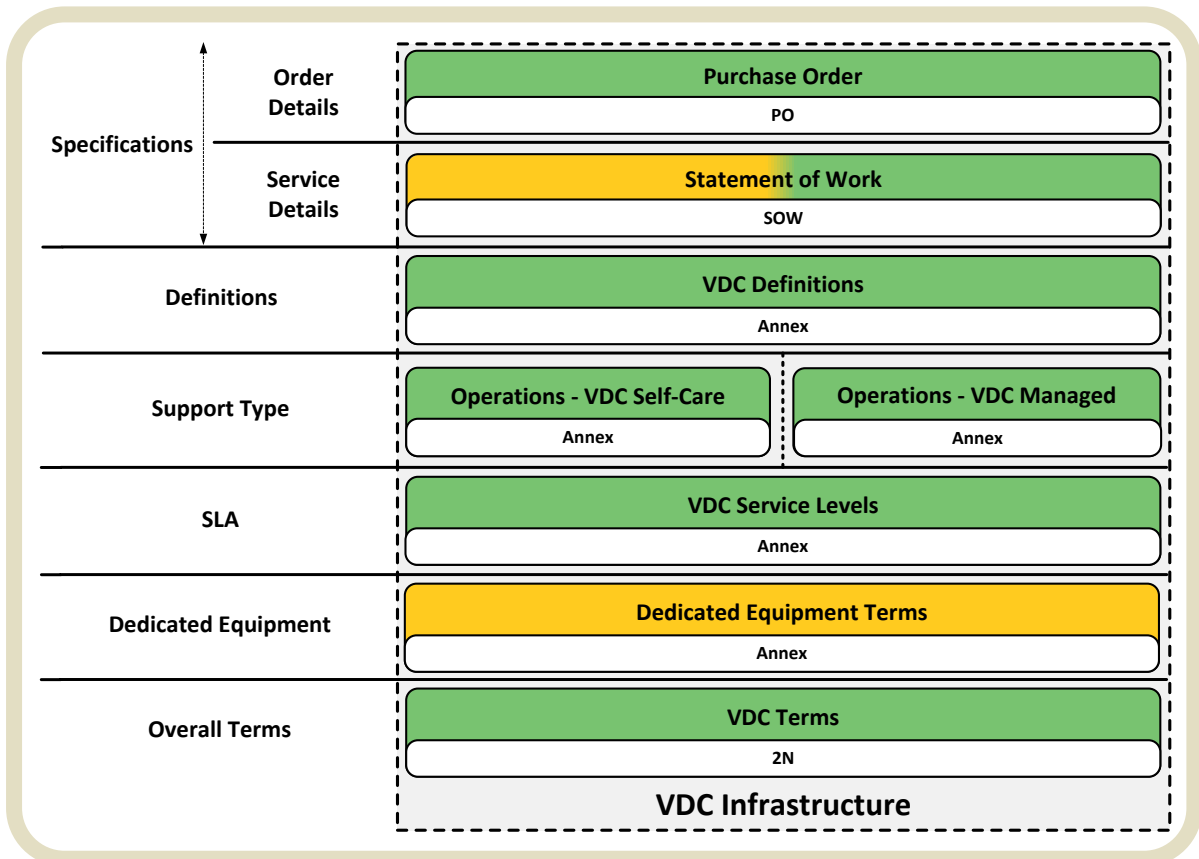 Specifications
Order
Details
Purchase Order
PO
Service
Details
Statement of Work
SOW
Definitions
VDC Definitions
Annex
Support Type
Operations - VDC Self-Care
Annex
Operations - VDC Managed
Annex
SLA
VDC Service Levels
Annex
Dedicated Equipment
Dedicated Equipment Terms
Annex
Overall Terms
VDC Terms
2N
VDC Infrastructure